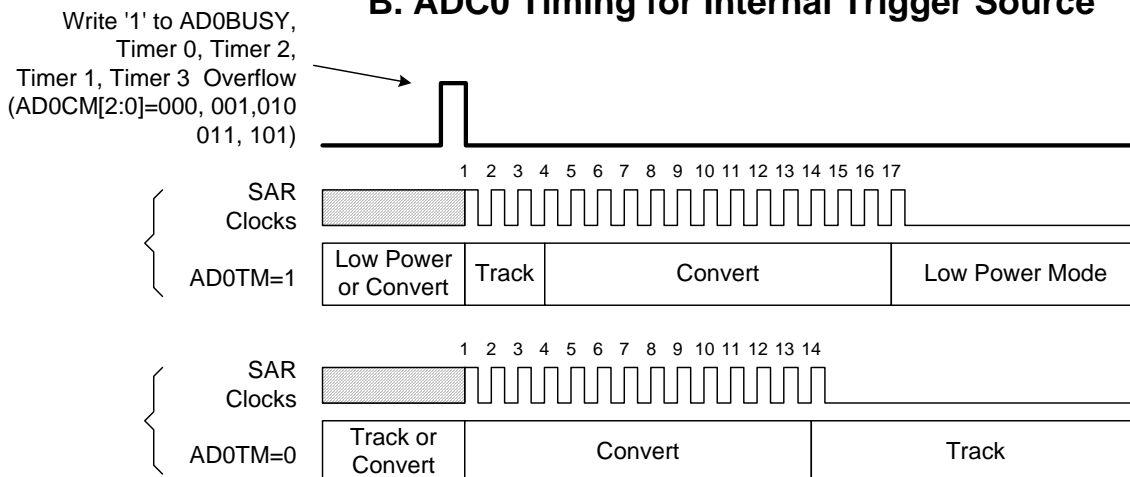 B. ADC0 Timing for Internal Trigger Source
Write '1' to AD0BUSY,
Timer 0, Timer 2,
Timer 1, Timer 3 Overflow
(AD0CM[2:0]=000, 001,010
011, 101)
1 2 3 4 5 6 7 8 9 10 11 12 13 14 15 16 17
SAR
Clocks
AD0TM=1
Low Power
or Convert
Track
Convert
Low Power Mode
1 2 3 4 5 6 7 8 9 10 11 12 13 14
SAR
Clocks
AD0TM=0
Track or
Convert
Convert
Track